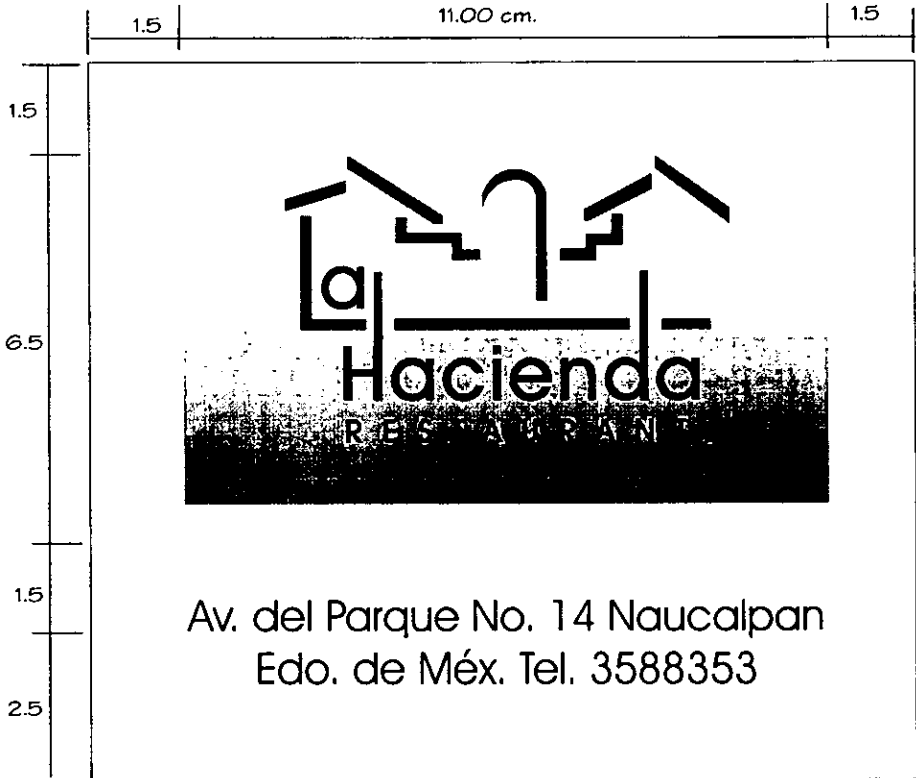 1.5 11.00 cm. 1.5
1.5
La
6.5
Hacienda
RESTAURANT
1.5
Av. del Parque No. 14 Naucalpan
Edo. de Méx. Tel. 3588353
2.5